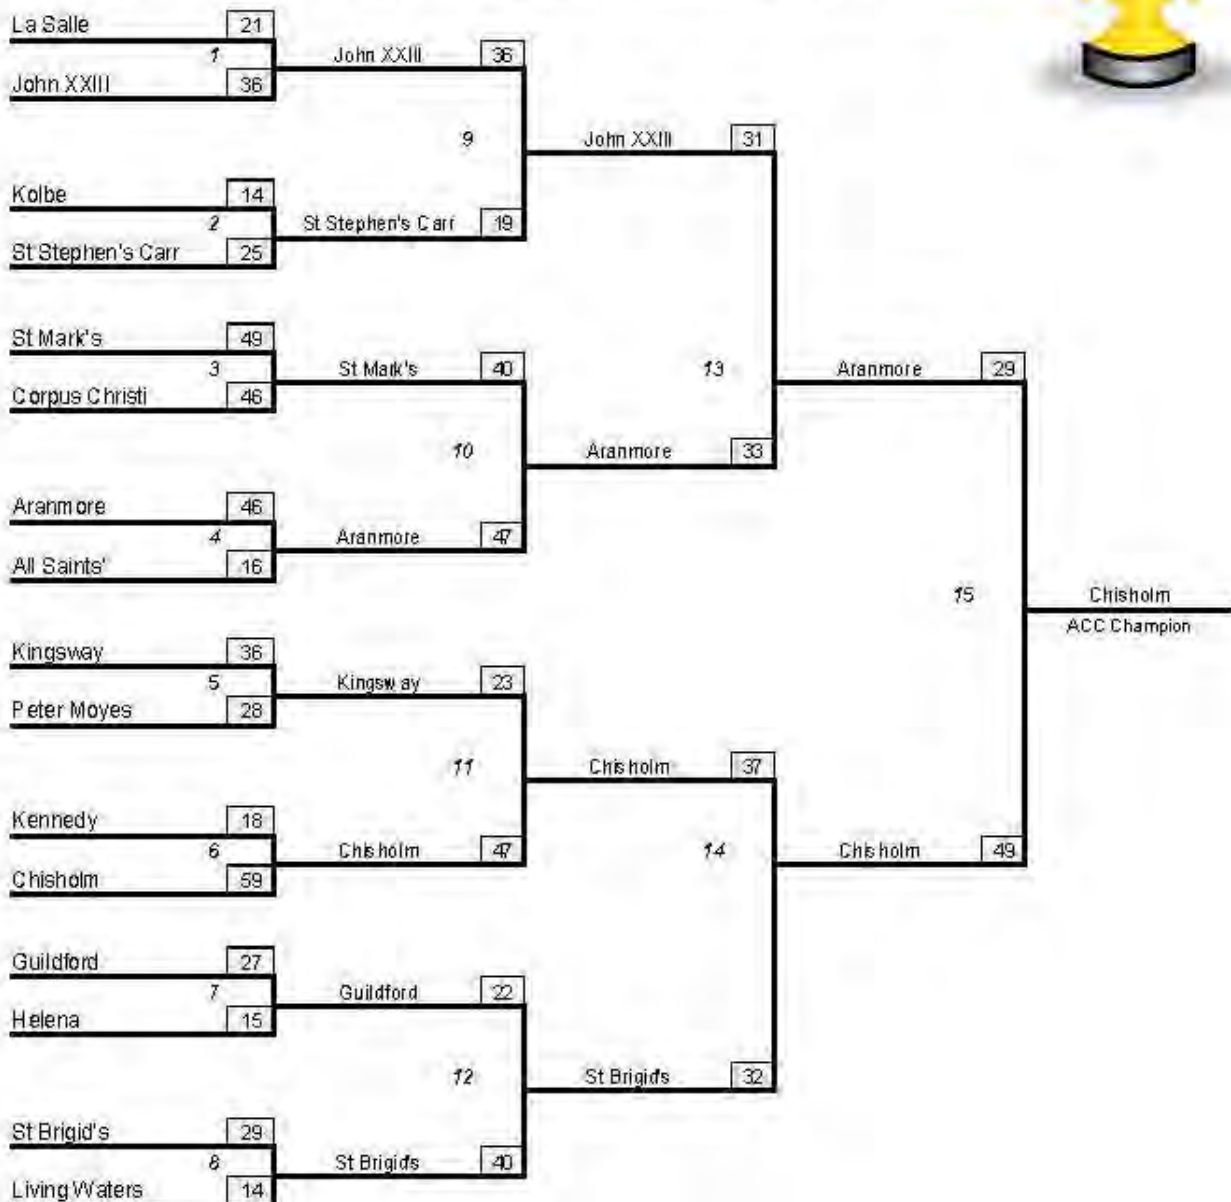 La Salle 21
1
John XXIII 36
John XXIII 36
9
Kolbe 14
2
St Stephen's Carr 25
St Stephen's Carr 19
John XXIII 31
St Mark's 49
3
Corpus Christi 46
St Mark's 40
10
Aranmore 46
4
All Saints' 16
Aranmore 47
Aranmore 33
13
Aranmore 29
Kingsway 36
5
Peter Moyes 28
Kingsway 23
11
Kennedy 18
6
Chisholm 59
Chisholm 47
Chisholm 37
14
Guildford 27
7
Helena 15
Guildford 22
12
St Brigid's 29
8
Living Waters 14
St Brigid's 40
St Brigid's 32
Chisholm 49
15
Chisholm
ACC Champion